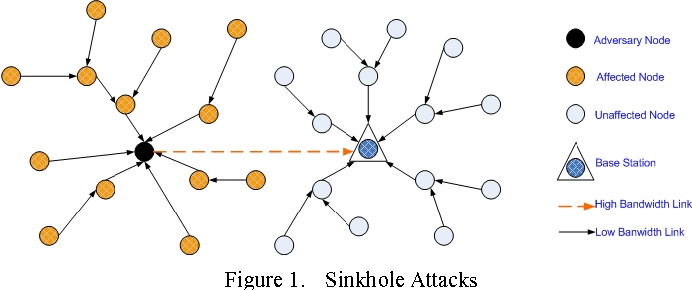 Adversary Node
Affected Node
Unaffected Node
Base Station
High Bandwidth Link
Low Banwidth Link
Figure 1. Sinkhole Attacks